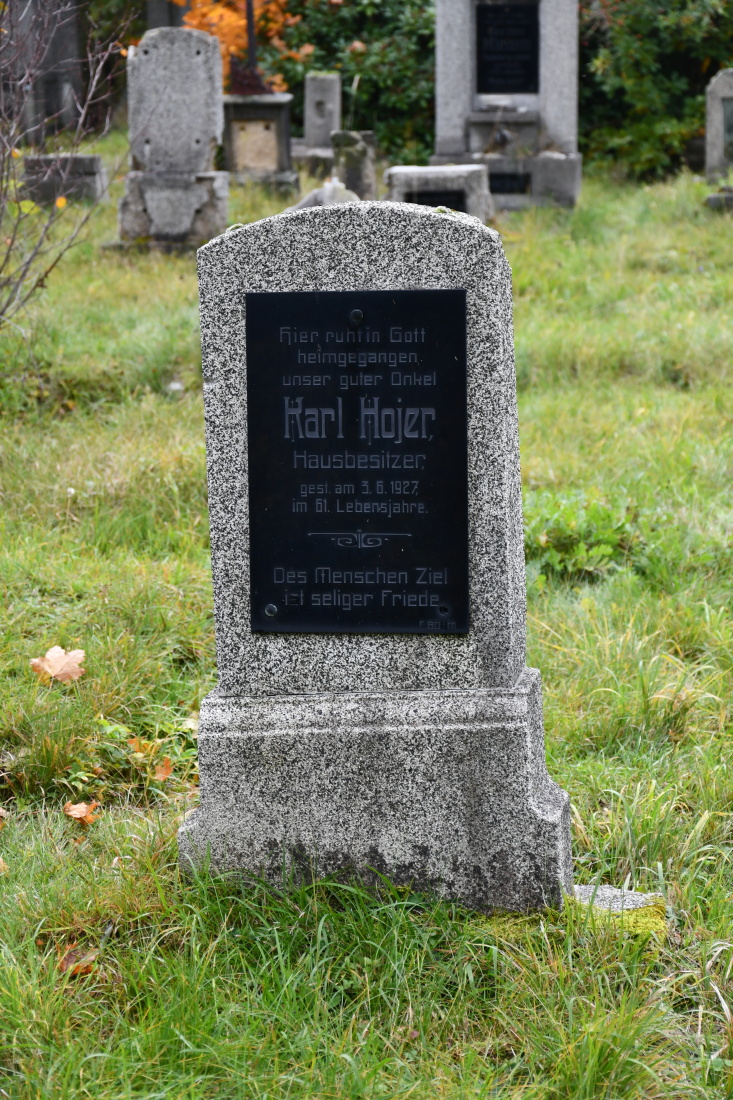 Hier ruht in Gott
heimgegangen,
unser guter Onkel
Karl Hojer,
Hausbesitzer,
gest. am 3. 6. 1927,
im 61. Lebensjahre.
Des Menschen Ziel
ist seliger Friede.